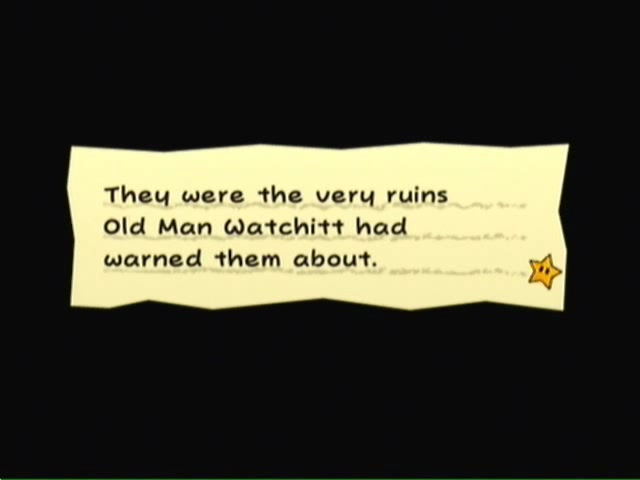 They were the very ruins
Old Man Watchitt had
warned them about.